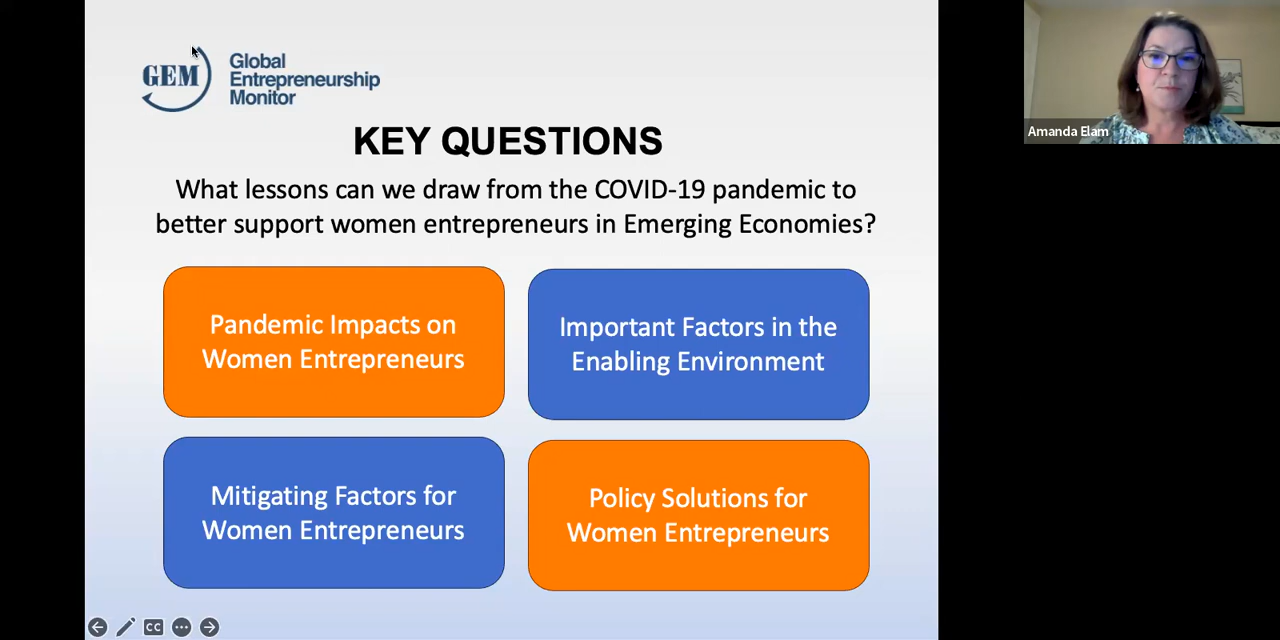 GEM
Global
Entrepreneurship
Monitor
KEY QUESTIONS
What lessons can we draw from the COVID-19 pandemic to
better support women entrepreneurs in Emerging Economies?
Pandemic Impacts on
Women Entrepreneurs
Important Factors in the
Enabling Environment
Mitigating Factors for
Women Entrepreneurs
Policy Solutions for
Women Entrepreneurs
CC
Amanda Elam